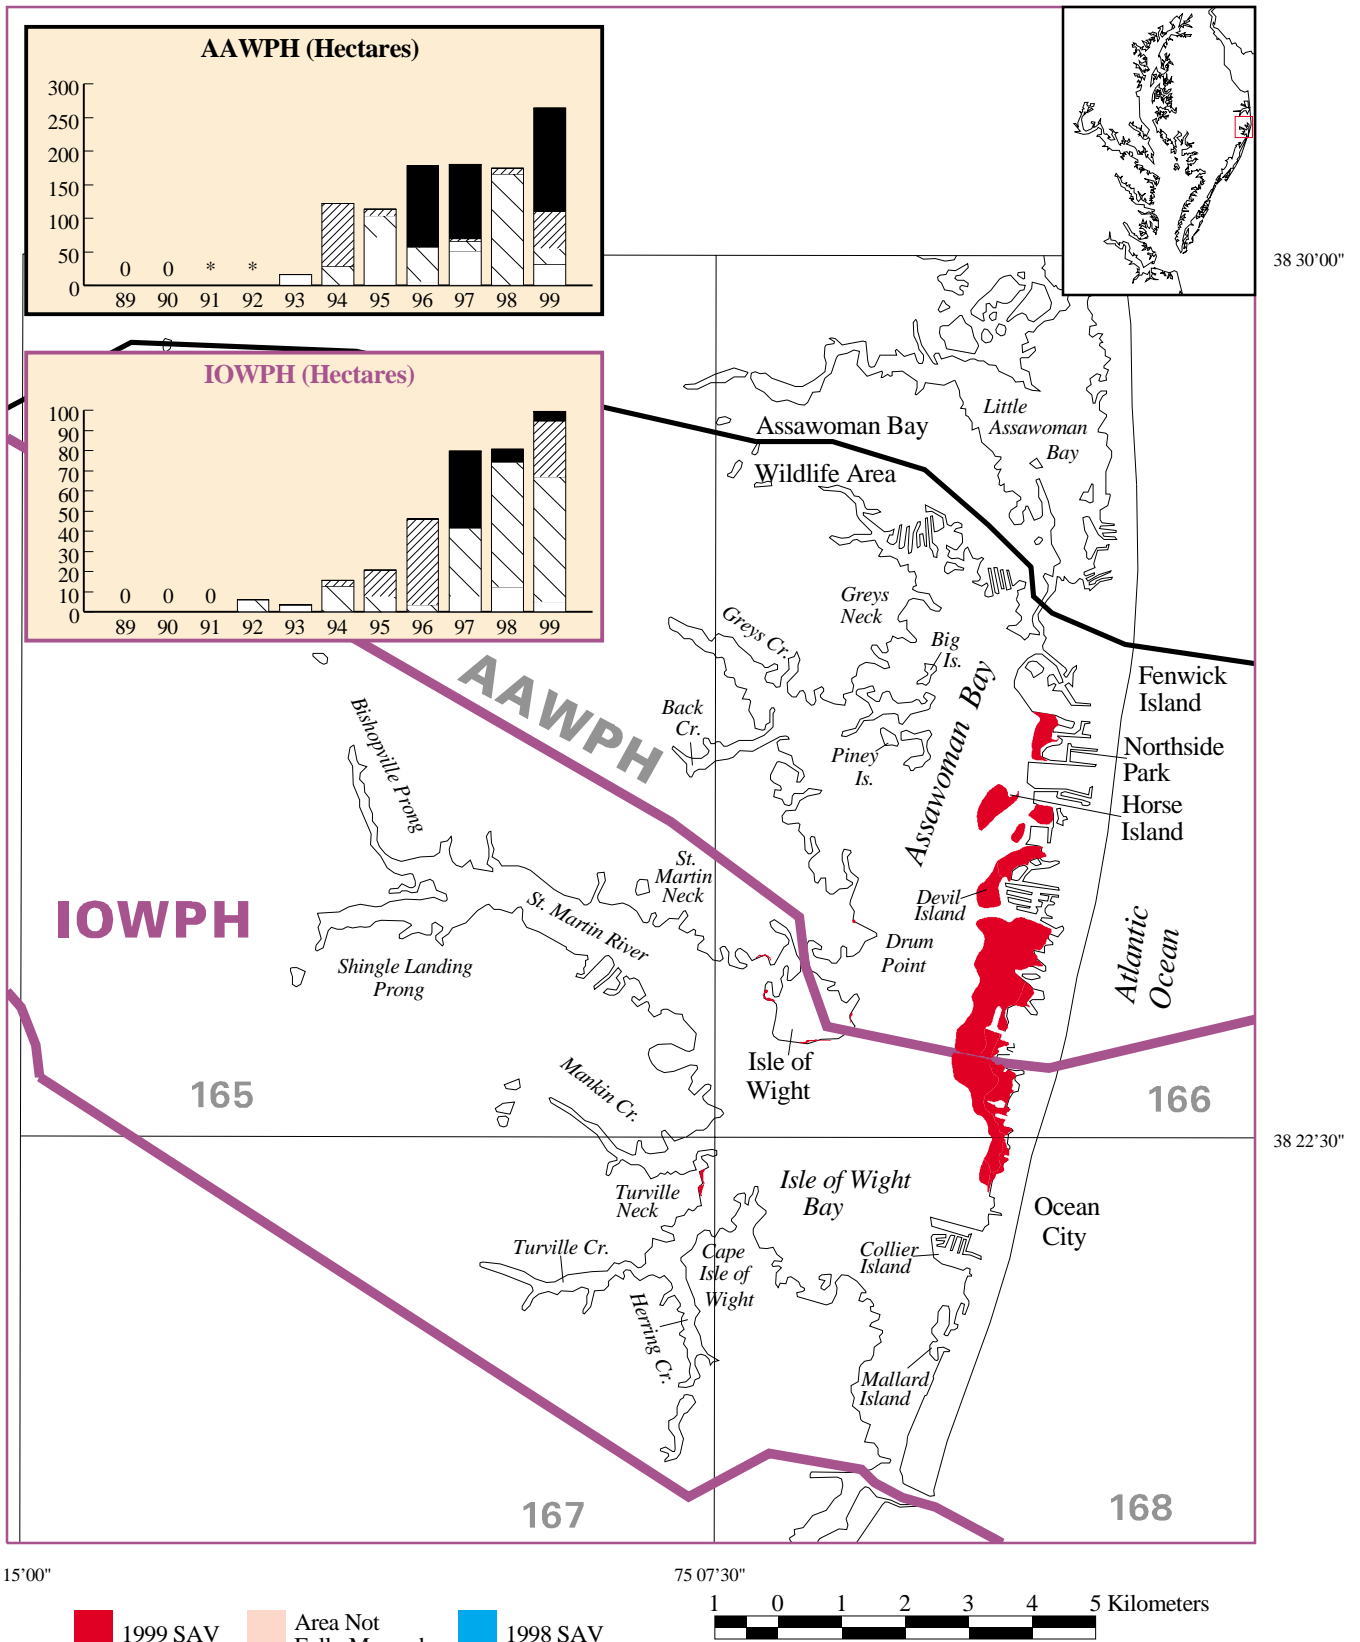 AAWPH (Hectares)
300
250
200
150
100
50
0
0 0 * *
89 90 91 92 93 94 95 96 97 98 99
IOWPH (Hectares)
100
90
80
70
60
50
40
30
20
10
0
0 0 0
89 90 91 92 93 94 95 96 97 98 99
38 30'00"
Little
Assawoman
Bay
Assawoman Bay
Wildlife Area
Greys
Neck
Greys Cr.
Big
Is.
Fenwick
Island
AAWPH
Back
Cr.
Piney
Is.
Assawoman Bay
Northside
Park
Horse
Island
Bishopville Prong
St.
Martin
Neck
Devil
Island
IOWPH
St. Martin River
Drum
Point
Atlantic
Ocean
Shingle Landing
Prong
Isle of
Wight
165
166
Mankin Cr.
38 22'30"
Turville
Neck
Isle of Wight
Bay
Ocean
City
Turville Cr.
Cape
Isle of
Wight
Collier
Island
Herring Cr.
Mallard
Island
167
168
15'00"
75 07'30"
1 0 1 2 3 4 5 Kilometers
1999 SAV
Area Not
1998 SAV